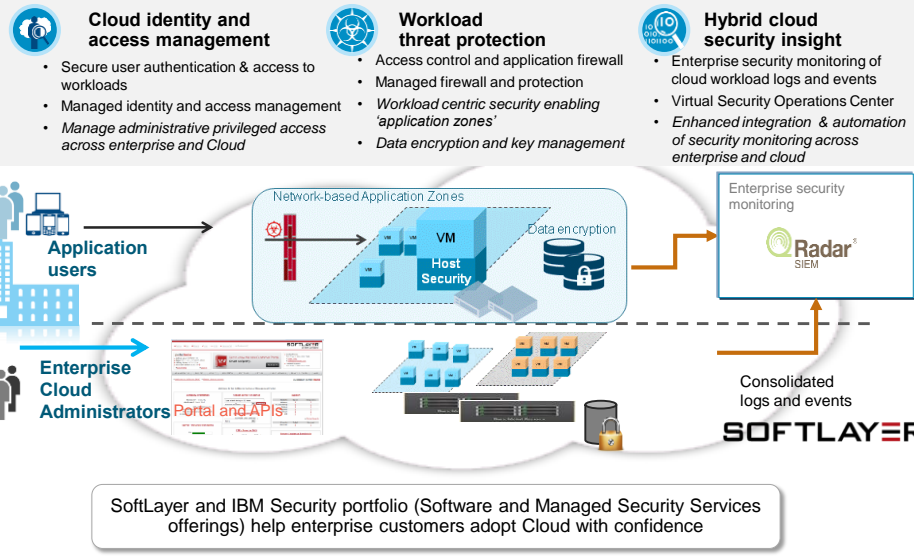 Cloud identity and
access management
• Secure user authentication & access to
workloads
• Managed identity and access management
• Manage administrative privileged access
across enterprise and Cloud
Workload
threat protection
• Access control and application firewall
• Managed firewall and protection
• Workload centric security enabling
‘application zones’
• Data encryption and key management
Hybrid cloud
security insight
• Enterprise security monitoring of
cloud workload logs and events
• Virtual Security Operations Center
• Enhanced integration & automation
of security monitoring across
enterprise and cloud
Application
users
Network-based Application Zones
VM
VM
VM
VM
Host
Security
Data encryption
Enterprise security
monitoring
QRadar®
SIEM
Enterprise
Cloud
Administrators
SOFTLAYER
Portal and APIs
Consolidated
logs and events
SOFTLAYER
SoftLayer and IBM Security portfolio (Software and Managed Security Services
offerings) help enterprise customers adopt Cloud with confidence